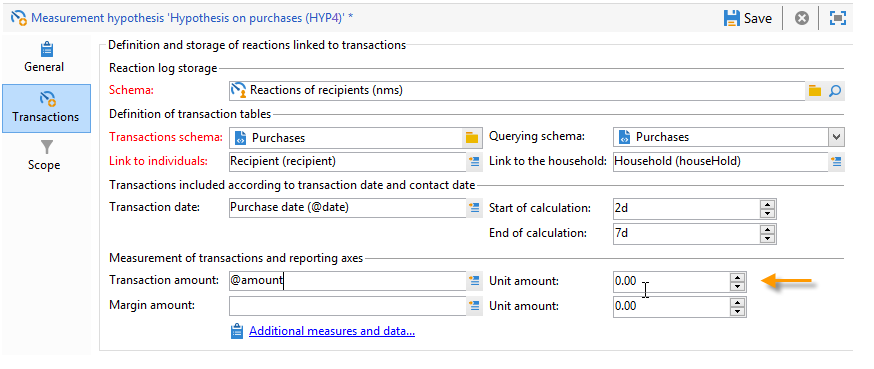 Measurement hypothesis 'Hypothesis on purchases (HYP4)' *
Save
General
Transactions
Scope
Definition and storage of reactions linked to transactions
Reaction log storage
Schema: Reactions of recipients (nms)
Definition of transaction tables
Transactions schema: Purchases Querying schema: Purchases
Link to individuals: Recipient (recipient) Link to the household: Household (houseHold)
Transactions included according to transaction date and contact date
Transaction date: Purchase date (@date) Start of calculation: 2d
End of calculation: 7d
Measurement of transactions and reporting axes
Transaction amount: @amount Unit amount: 0.00
Margin amount: Unit amount: 0.00
Additional measures and data...